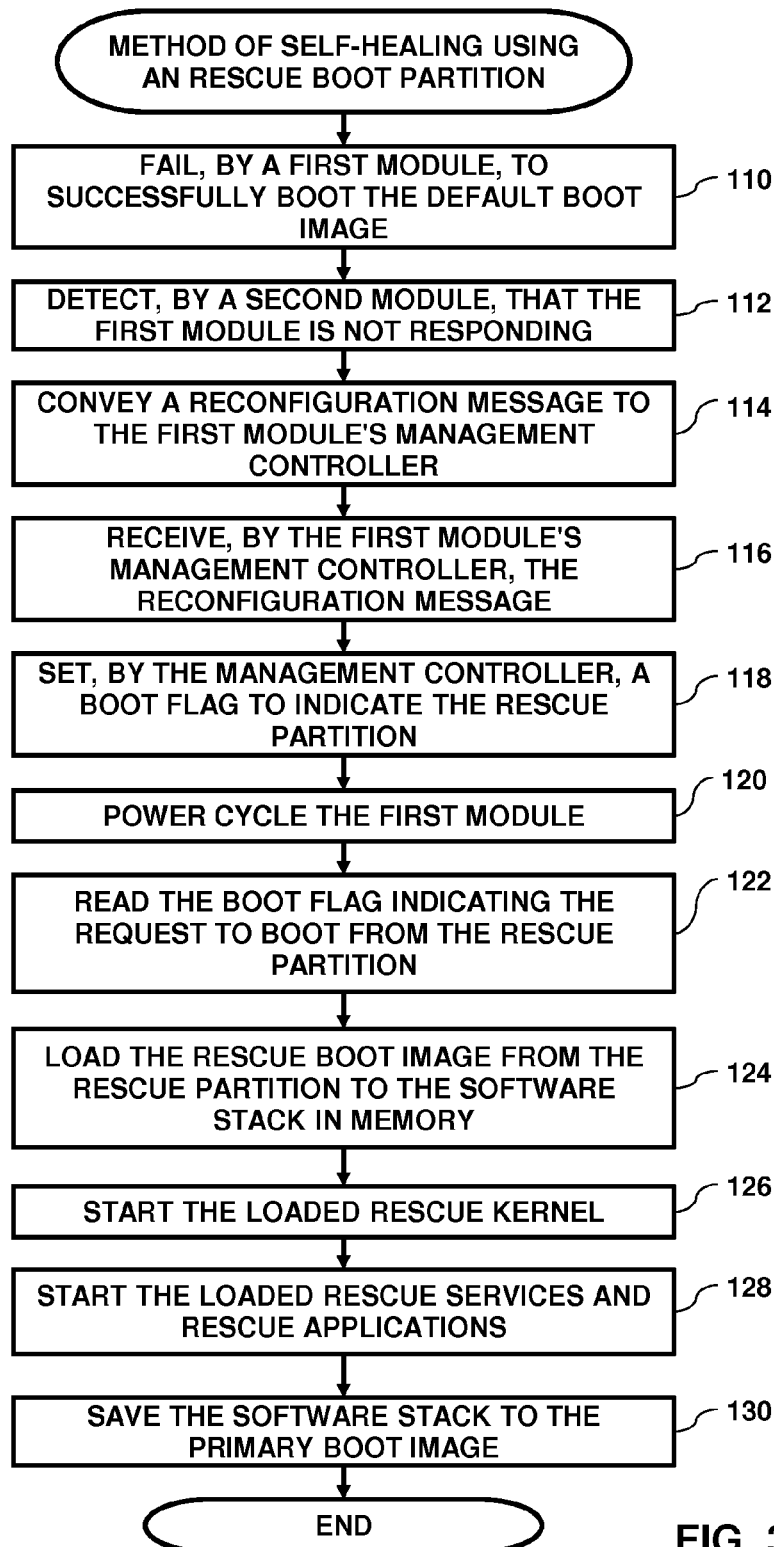 METHOD OF SELF-HEALING USING
AN RESCUE BOOT PARTITION
FAIL, BY A FIRST MODULE, TO
SUCCESSFULLY BOOT THE DEFAULT BOOT
IMAGE
110
DETECT, BY A SECOND MODULE, THAT THE
FIRST MODULE IS NOT RESPONDING
112
CONVEY A RECONFIGURATION MESSAGE TO
THE FIRST MODULE'S MANAGEMENT
CONTROLLER
114
RECEIVE, BY THE FIRST MODULE'S
MANAGEMENT CONTROLLER, THE
RECONFIGURATION MESSAGE
116
SET, BY THE MANAGEMENT CONTROLLER, A
BOOT FLAG TO INDICATE THE RESCUE
PARTITION
118
POWER CYCLE THE FIRST MODULE
120
READ THE BOOT FLAG INDICATING THE
REQUEST TO BOOT FROM THE RESCUE
PARTITION
122
LOAD THE RESCUE BOOT IMAGE FROM THE
RESCUE PARTITION TO THE SOFTWARE
STACK IN MEMORY
124
START THE LOADED RESCUE KERNEL
126
START THE LOADED RESCUE SERVICES AND
RESCUE APPLICATIONS
128
SAVE THE SOFTWARE STACK TO THE
PRIMARY BOOT IMAGE
130
END
FIG.